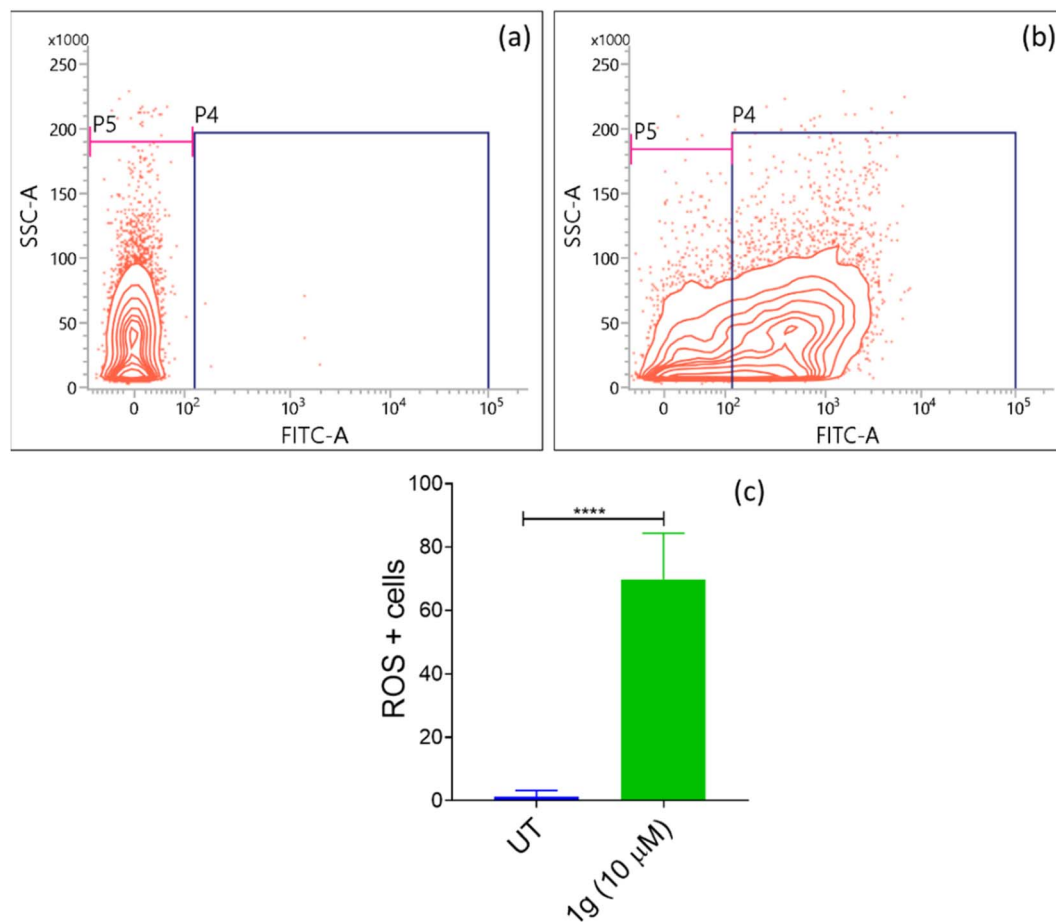 (a)
x1000
250
200
150
100
50
0
SSC-A
P5
P4
0 10² 10³ 10⁴ 10⁵
FITC-A
(b)
x1000
250
200
150
100
50
0
SSC-A
P5
P4
0 10² 10³ 10⁴ 10⁵
FITC-A
(c)
100
80
60
40
20
0
ROS + cells
****
UT
1g (10 μM)